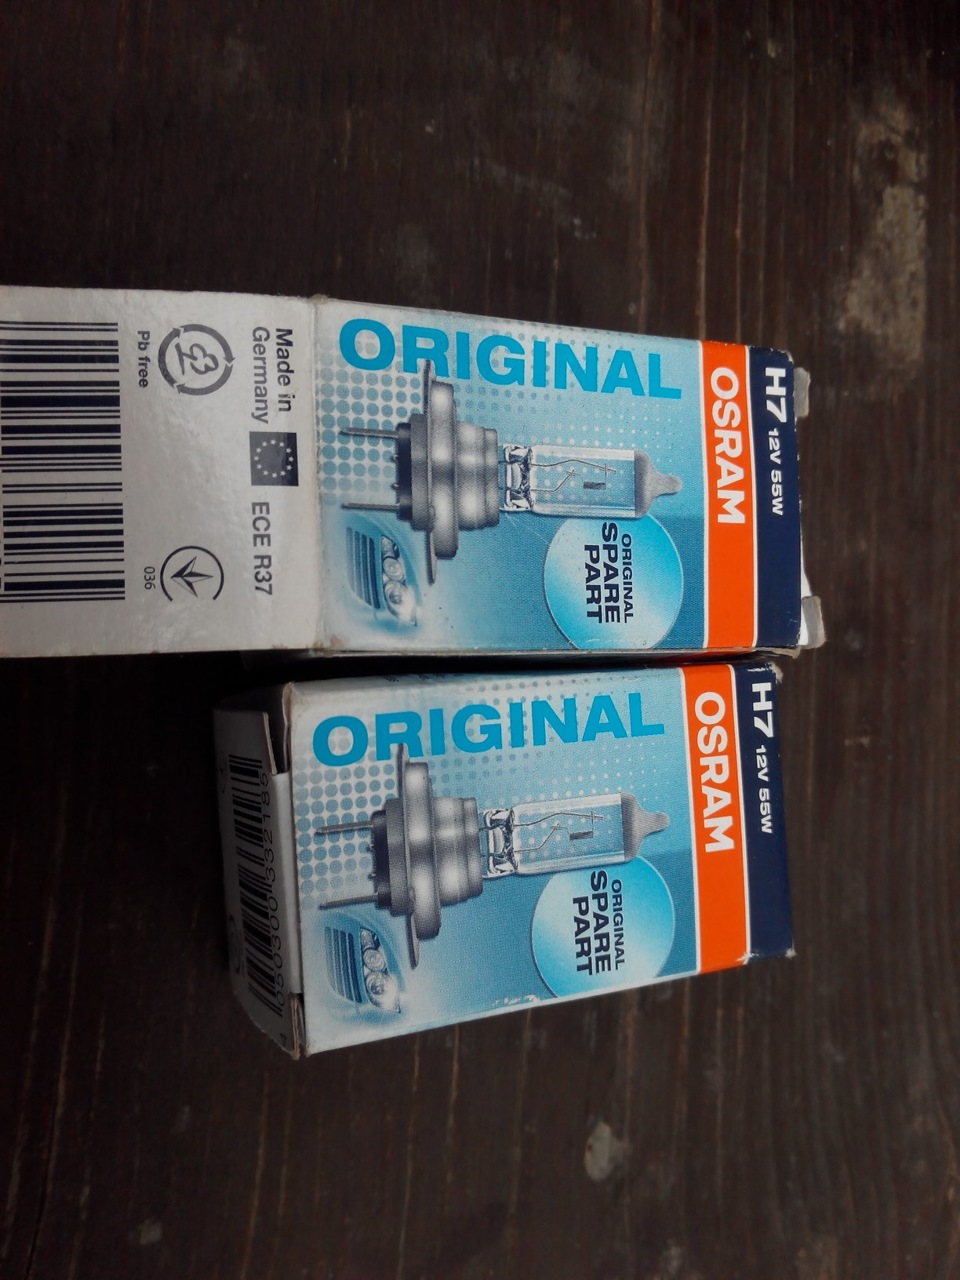 H7 12V 55W
OSRAM
ORIGINAL
SPARE
PART
ORIGINAL
Made in
Germany
ECE R37
Pb free
036
H7 12V 55W
OSRAM
ORIGINAL
SPARE
PART
ORIGINAL
050300332185